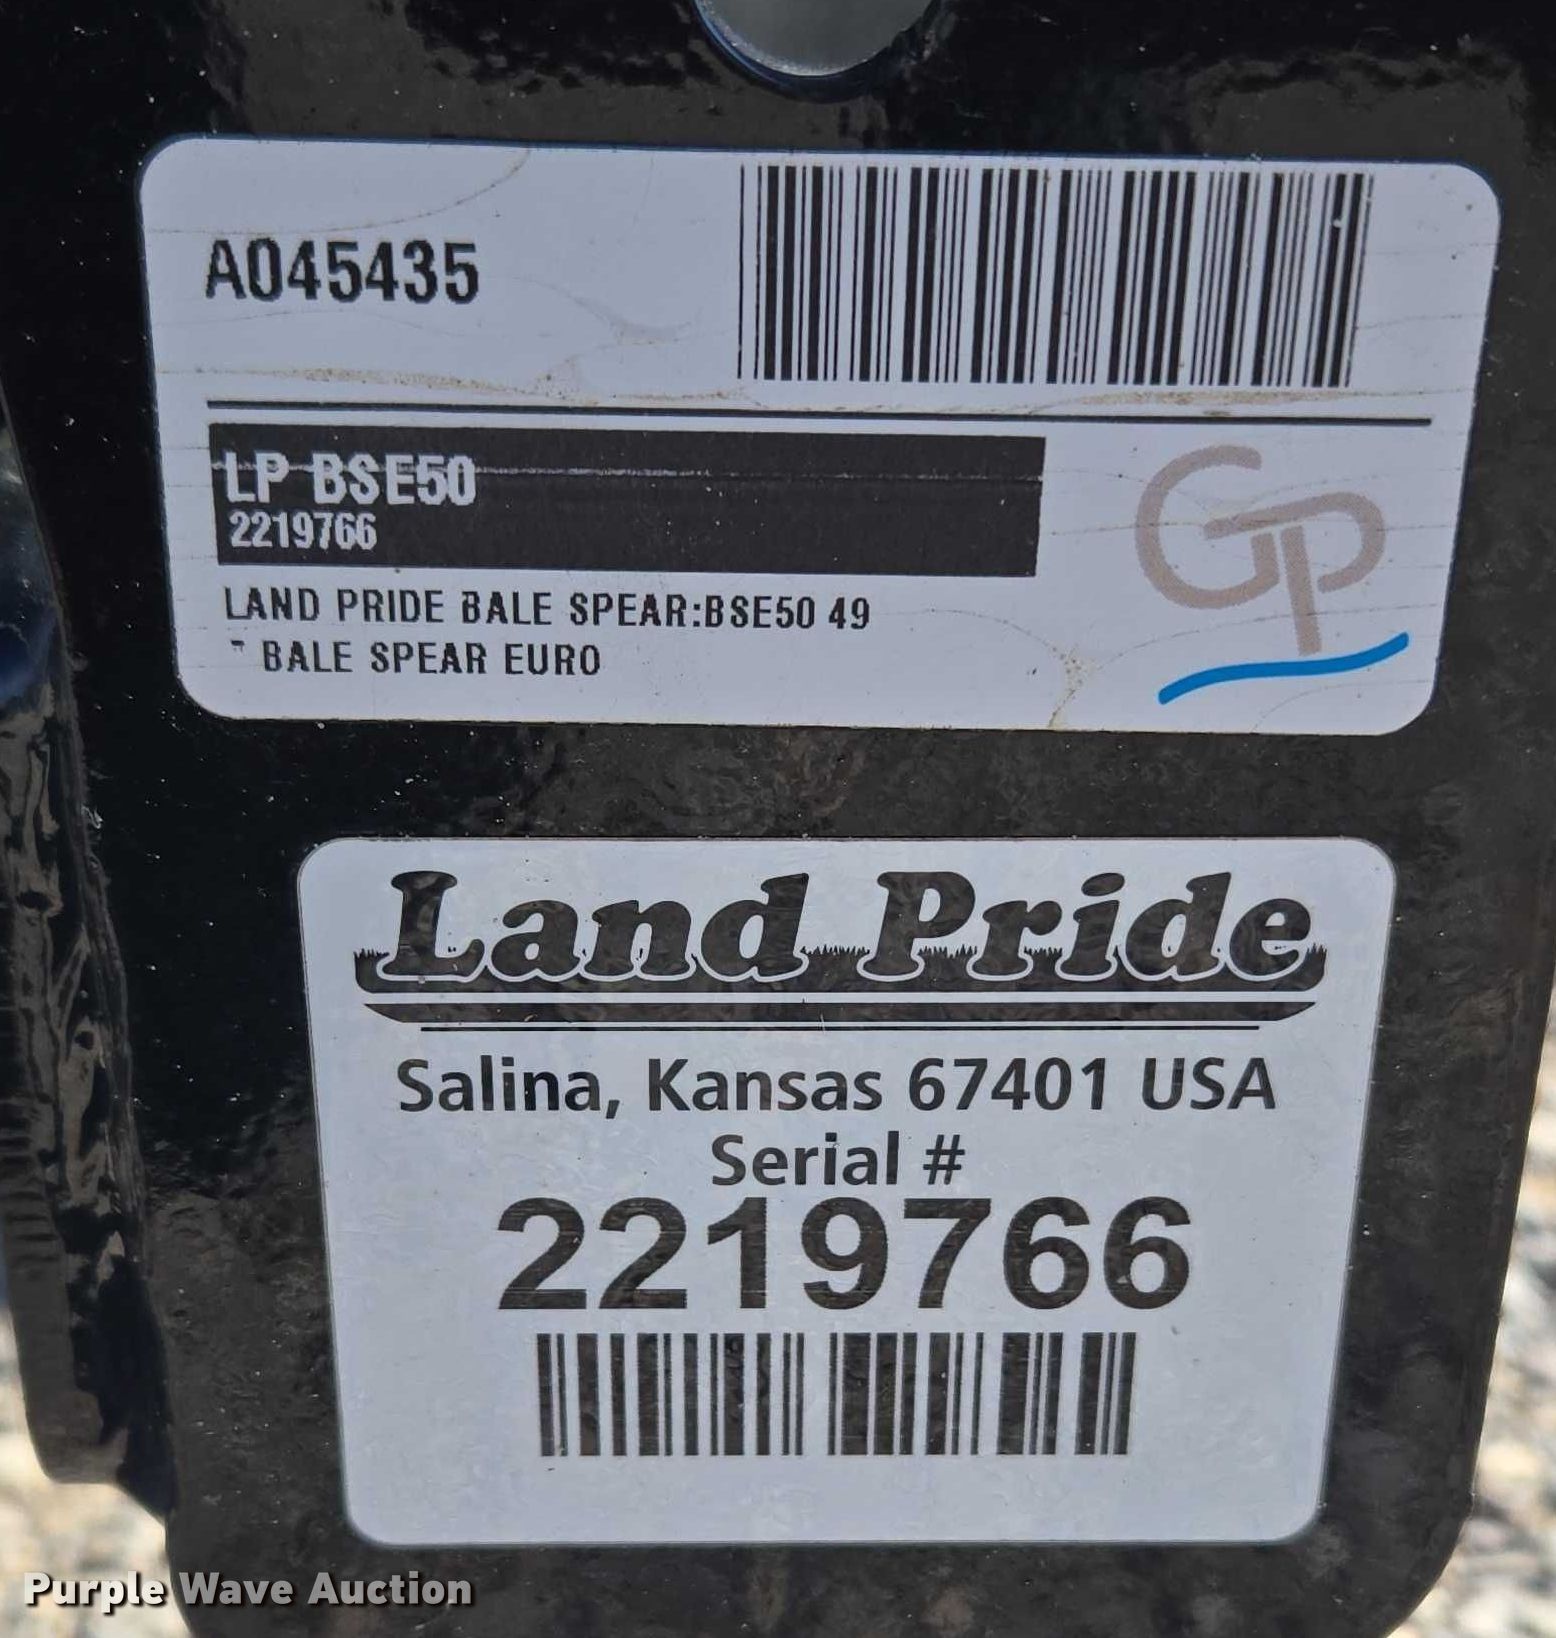 A045435
LP BSE50
2219766
LAND PRIDE BALE SPEAR:BSE50 49
" BALE SPEAR EURO
GP
Land Pride
Salina, Kansas 67401 USA
Serial #
2219766
Purple Wave Auction